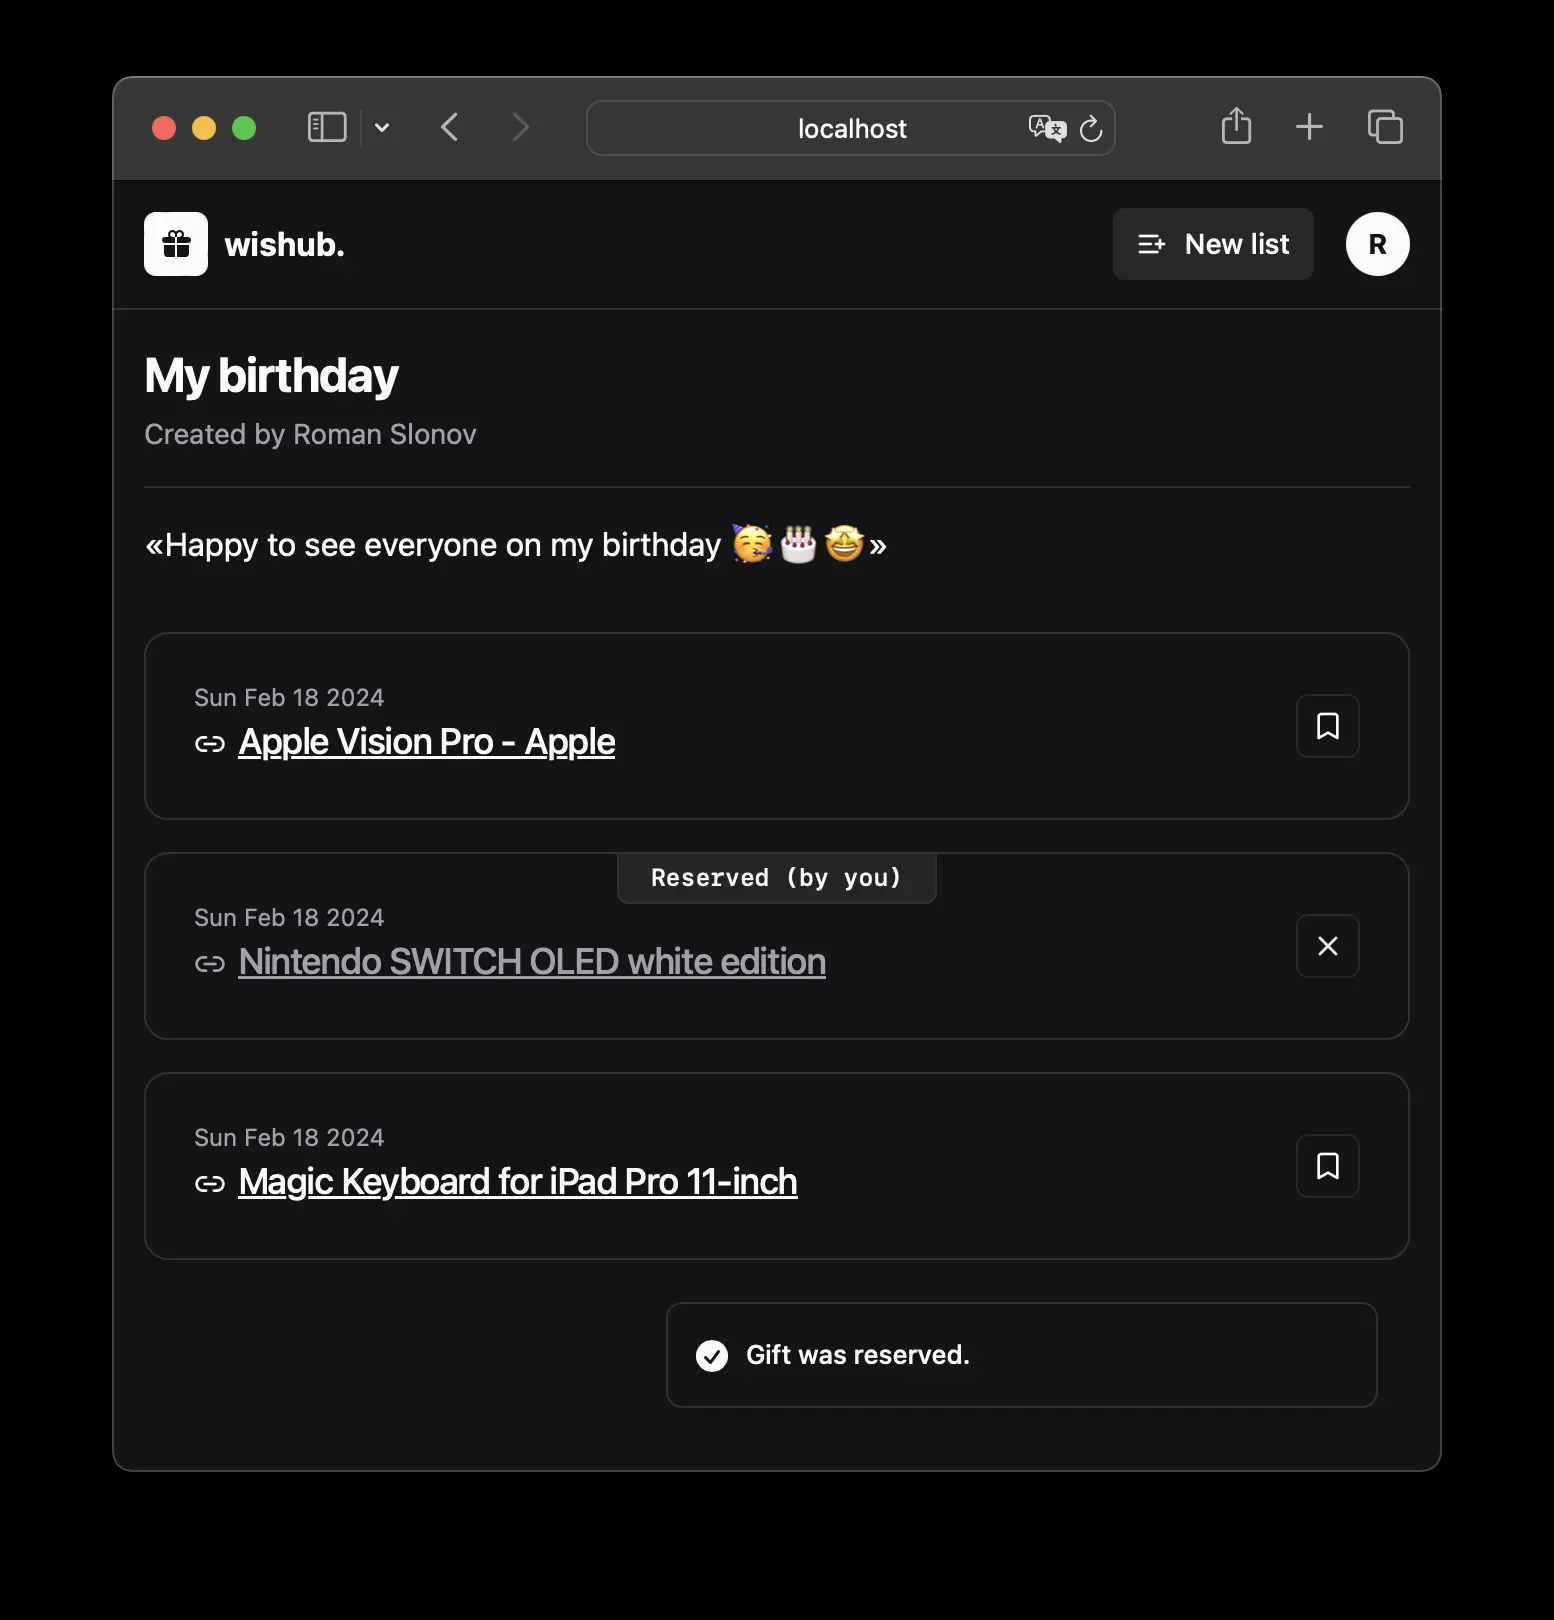 localhost
wishub.
New list
R
My birthday
Created by Roman Slonov
«Happy to see everyone on my birthday 🥳🎂🤩»
Sun Feb 18 2024
Apple Vision Pro - Apple
Reserved (by you)
Sun Feb 18 2024
Nintendo SWITCH OLED white edition
Sun Feb 18 2024
Magic Keyboard for iPad Pro 11-inch
Gift was reserved.